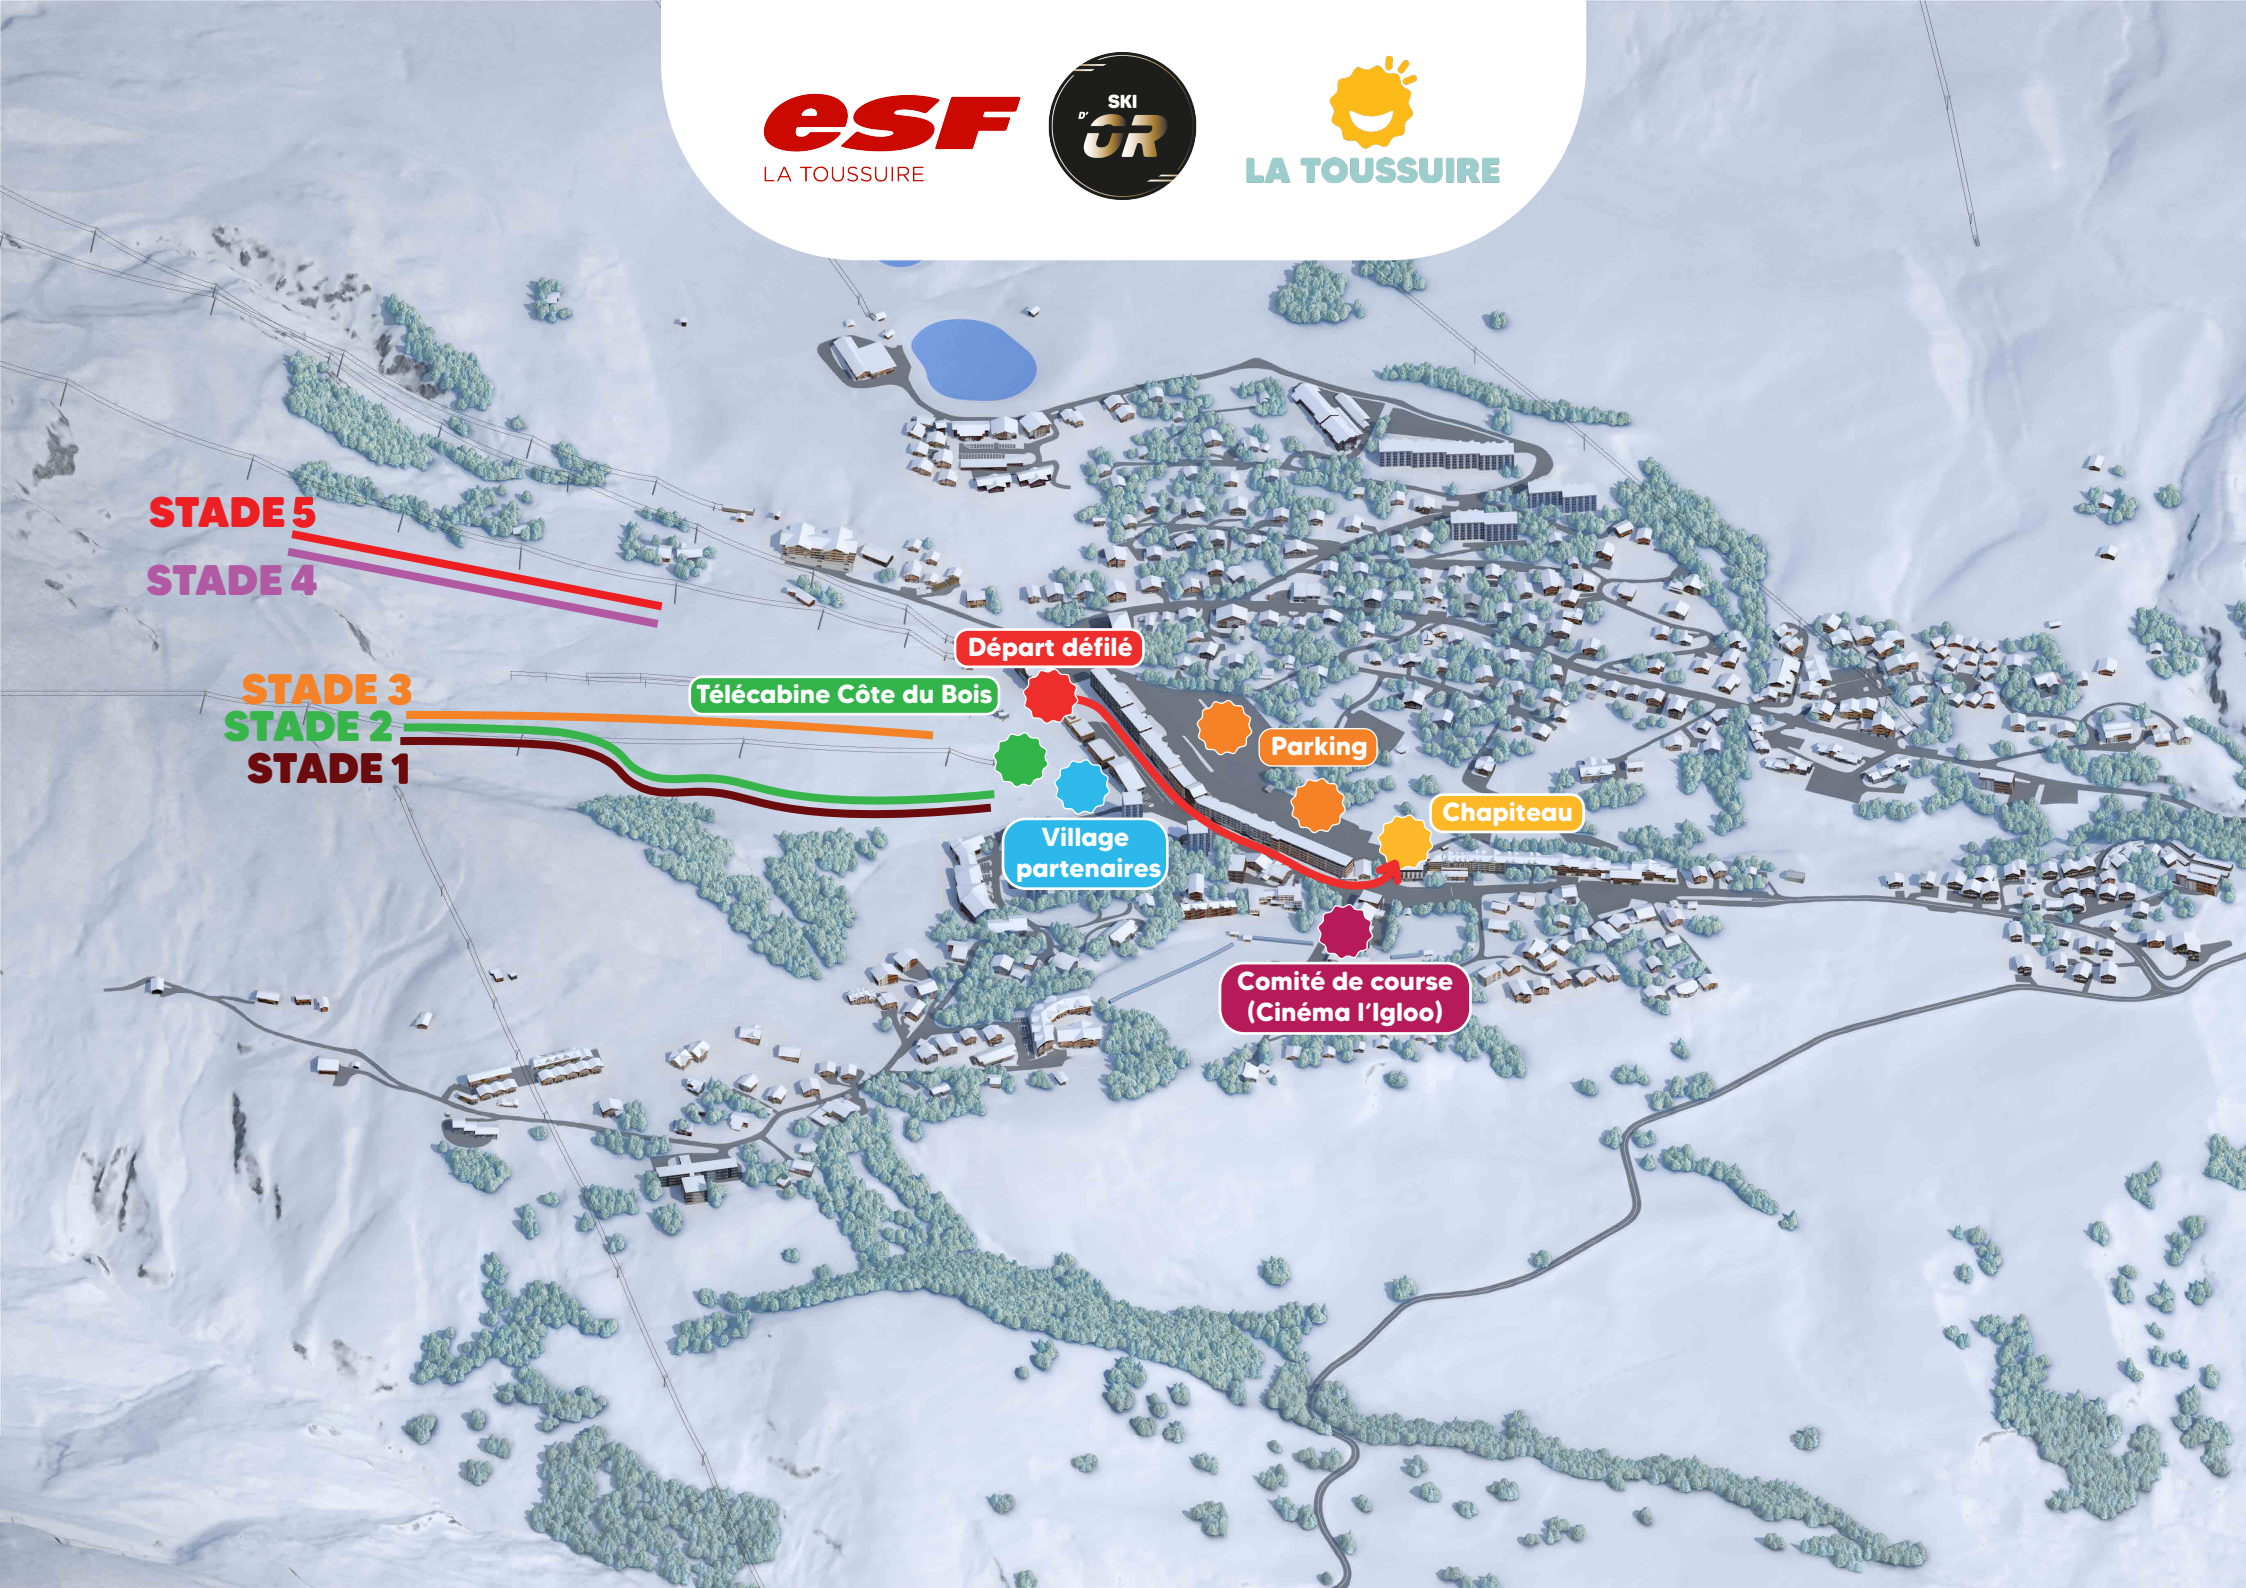 esf
LA TOUSSUIRE
SKI
D'OR
LA TOUSSUIRE
STADE 5
STADE 4
Départ défilé
STADE 3
Télécabine Côte du Bois
STADE 2
Parking
STADE 1
Chapiteau
Village
partenaires
Comité de course
(Cinéma l'Igloo)